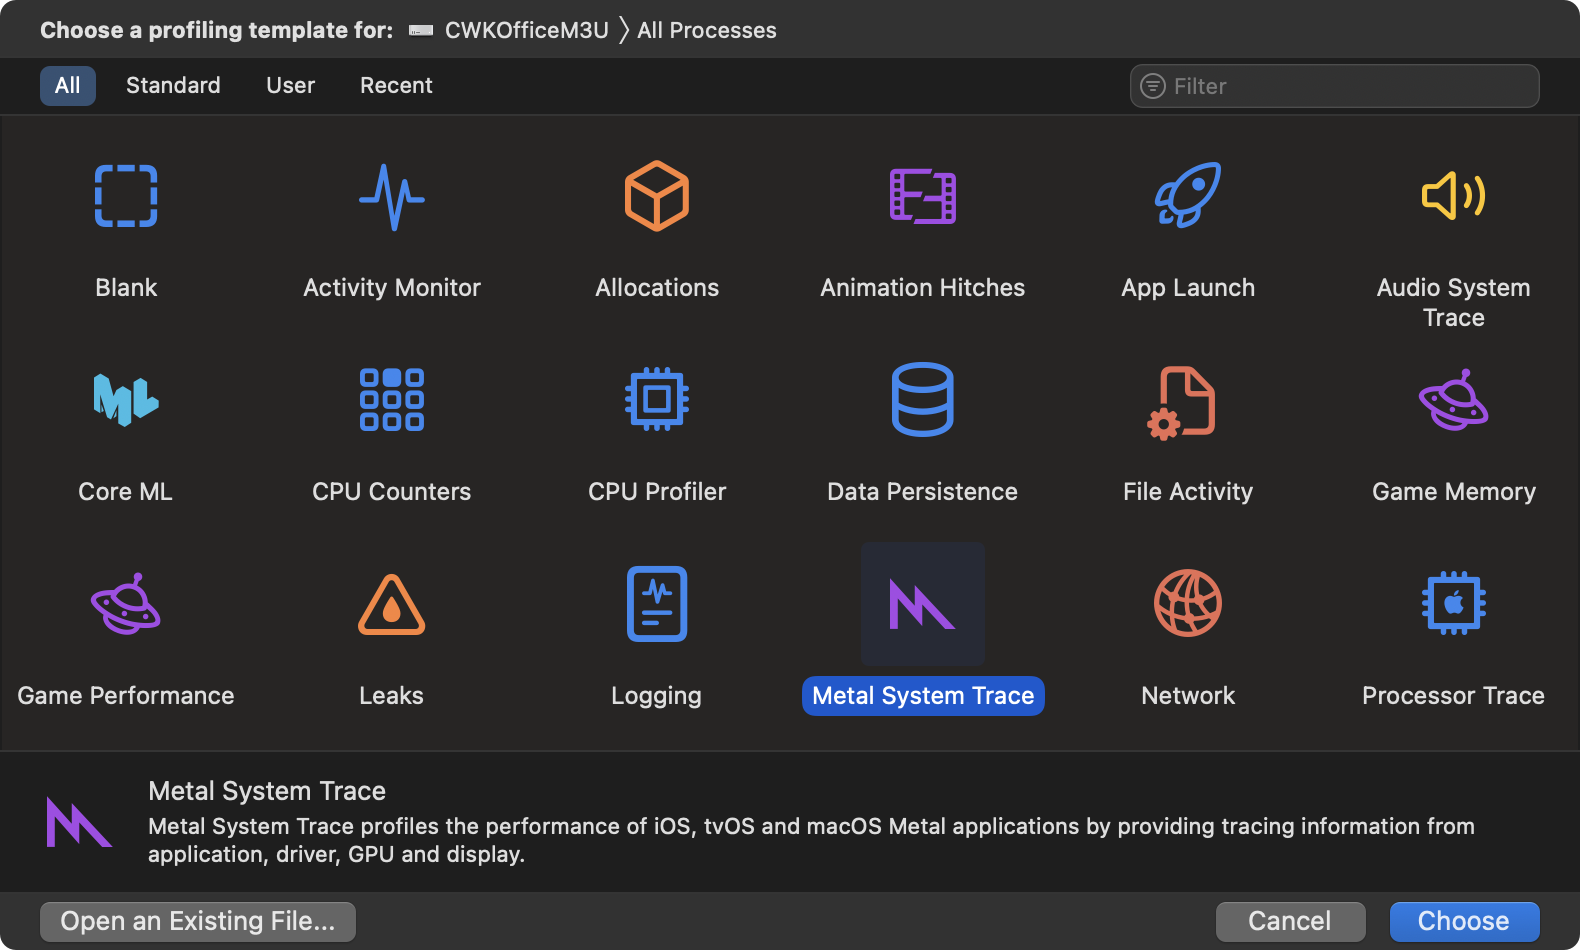 Choose a profiling template for: CWKOfficeM3U 〉All Processes
All Standard User Recent Filter
Blank Activity Monitor Allocations Animation Hitches App Launch Audio System
Trace
Core ML CPU Counters CPU Profiler Data Persistence File Activity Game Memory
Game Performance Leaks Logging Metal System Trace Network Processor Trace
Metal System Trace
Metal System Trace profiles the performance of iOS, tvOS and macOS Metal applications by providing tracing information from
application, driver, GPU and display.
Open an Existing File... Cancel Choose